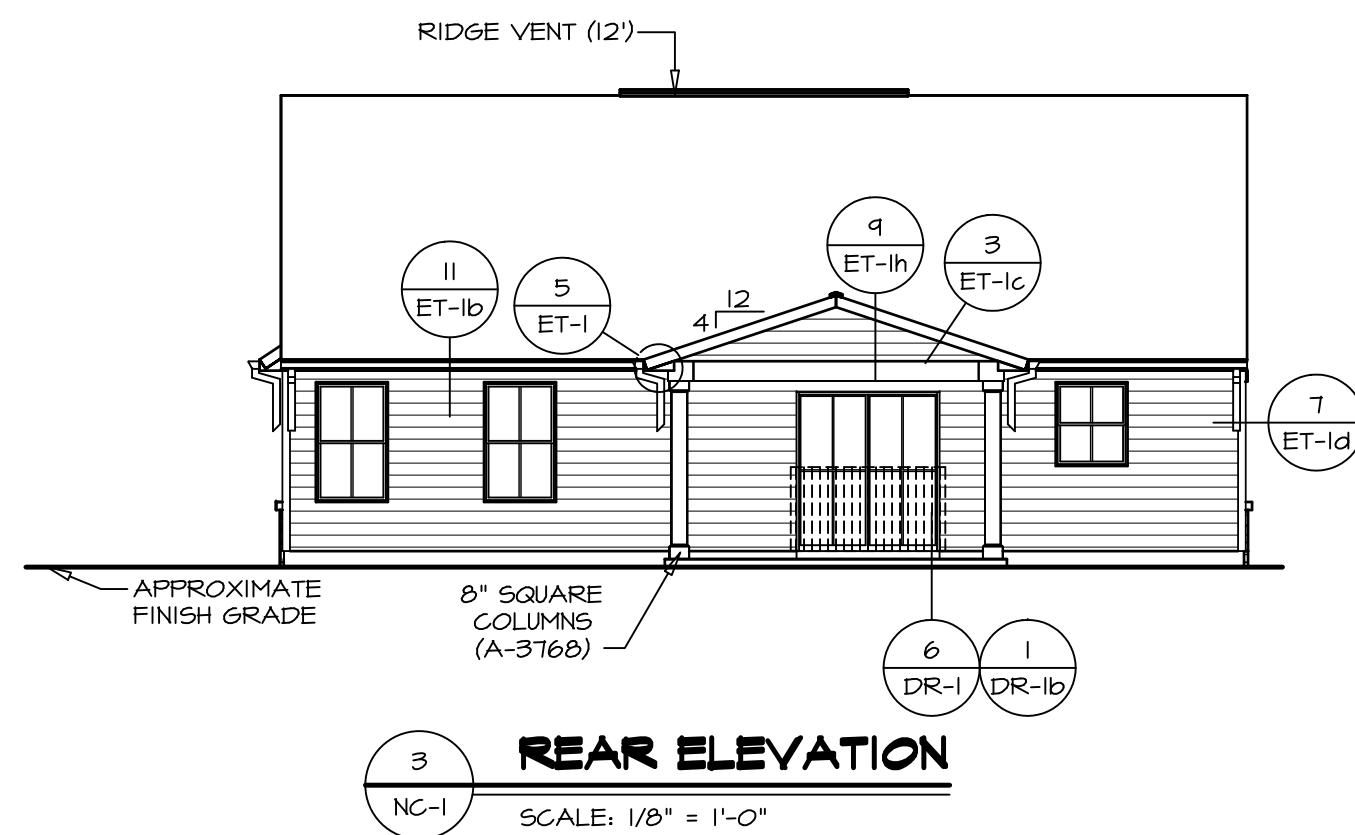 RIDGE VENT (12')
9
ET-1h
3
ET-1c
11
ET-1b
5
ET-1
12
4
7
ET-1d
APPROXIMATE
FINISH GRADE
8" SQUARE
COLUMNS
(A-3768)
6
DR-1
1
DR-1b
3
NC-1
REAR ELEVATION
SCALE: 1/8" = 1'-0"